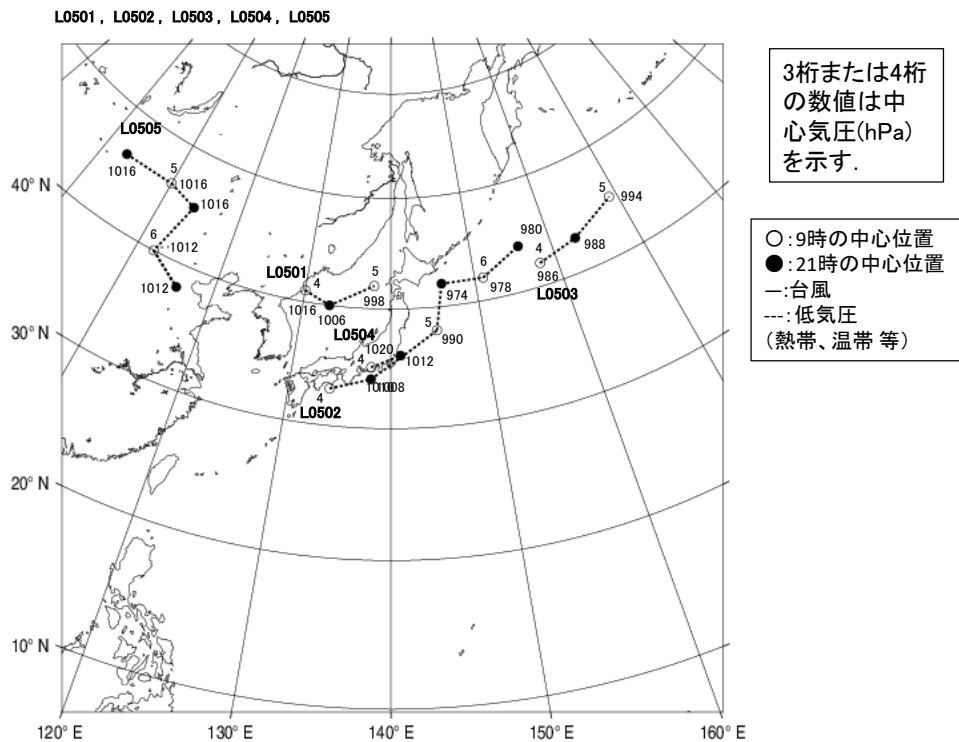 L0501 , L0502 , L0503 , L0504 , L0505
3桁または4桁
の数値は中
心気圧(hPa)
を示す.
○:9時の中心位置
●:21時の中心位置
―:台風
---:低気圧
(熱帯、温帯 等)
L0505
1016
5
1016
1016
6
1012
1012
40° N
30° N
20° N
10° N
L0501
4
1016
1006
5
998
L0504
1020
4
1012
L0502
4
1008
5
990
974
6
978
980
L0503
4
986
988
5
994
120° E
130° E
140° E
150° E
160° E